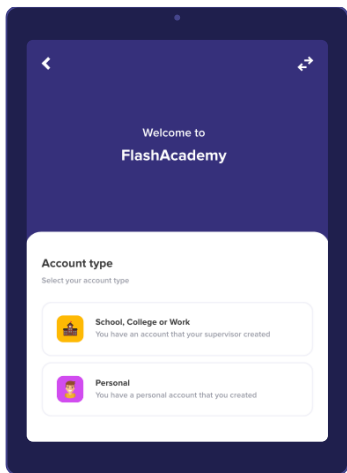 Welcome to
FlashAcademy
Account type
Select your account type
School, College or Work
You have an account that your supervisor created
Personal
You have a personal account that you created